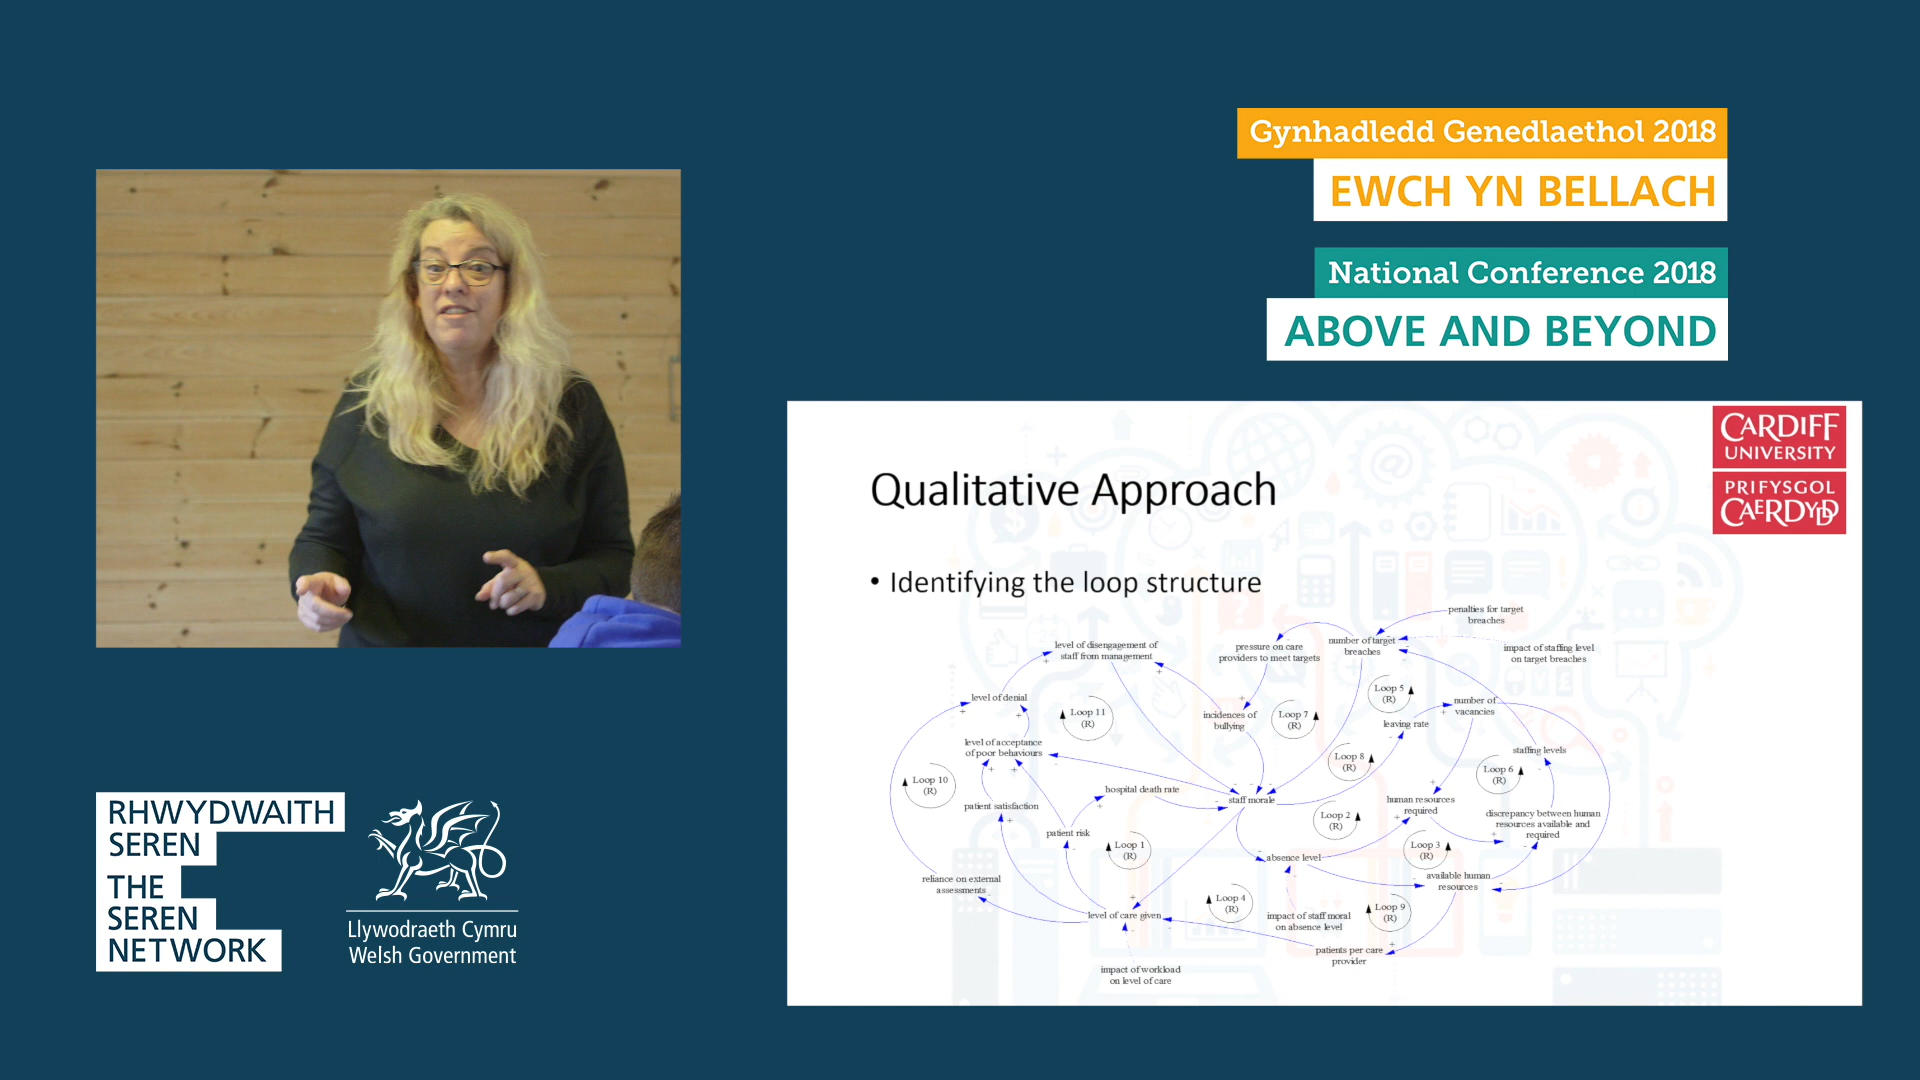 Gynhadledd Genedlaethol 2018
EWCH YN BELLACH
National Conference 2018
ABOVE AND BEYOND
CARDIFF
UNIVERSITY
PRIFYSGOL
CAERDYDD
Qualitative Approach
• Identifying the loop structure
penalties for target
breaches
level of disengagement of
staff from management
pressure on care
providers to meet targets
number of target
breaches
impact of staffing level
on target breaches
level of denial
Loop 11
(R)
incidences of
bullying
Loop 7
(R)
Loop 5
(R)
number of
vacancies
leaving rate
level of acceptance
of poor behaviours
Loop 8
(R)
staffing levels
Loop 10
(R)
Loop 6
(R)
hospital death rate
staff morale
human resources
required
patient satisfaction
Loop 2
(R)
discrepancy between human
resources available and
required
patient risk
Loop 1
(R)
absence level
Loop 3
(R)
reliance on external
assessments
available human
resources
Loop 4
(R)
Loop 9
(R)
level of care given
impact of staff moral
on absence level
patients per care
provider
impact of workload
on level of care
RHWYDWAITH
SEREN
THE
SEREN
NETWORK
Llywodraeth Cymru
Welsh Government